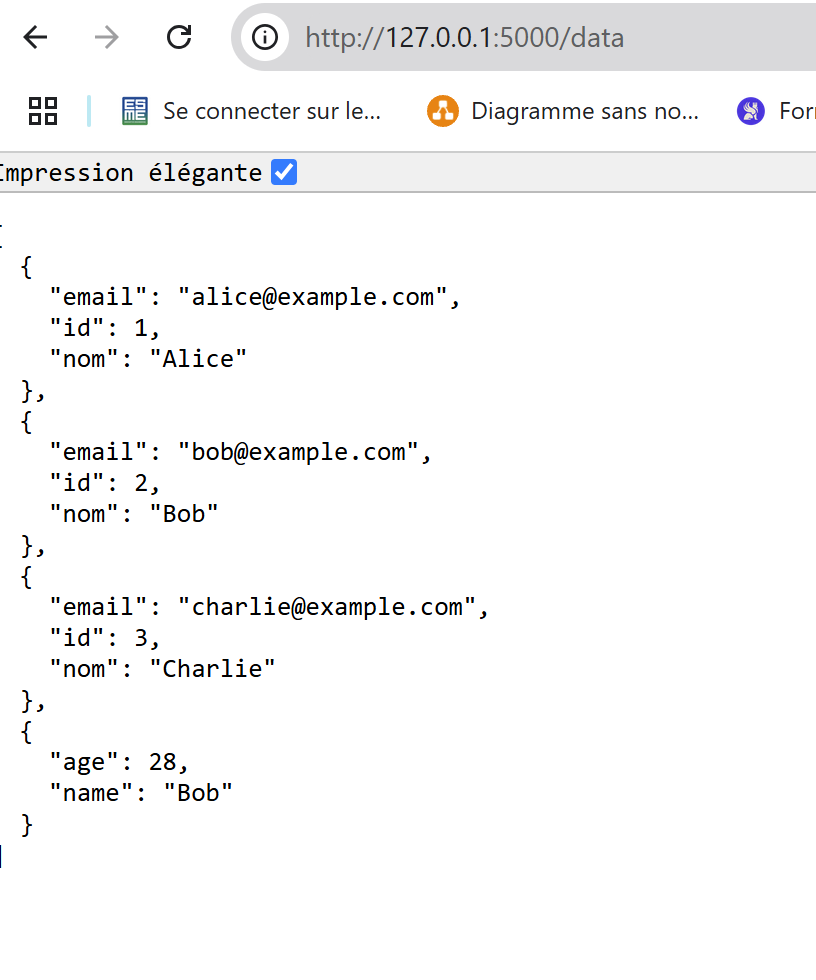 http://127.0.0.1:5000/data
Se connecter sur le... Diagramme sans no... For
Impression élégante
[
{
"email": "alice@example.com",
"id": 1,
"nom": "Alice"
},
{
"email": "bob@example.com",
"id": 2,
"nom": "Bob"
},
{
"email": "charlie@example.com",
"id": 3,
"nom": "Charlie"
},
{
"age": 28,
"name": "Bob"
}
]